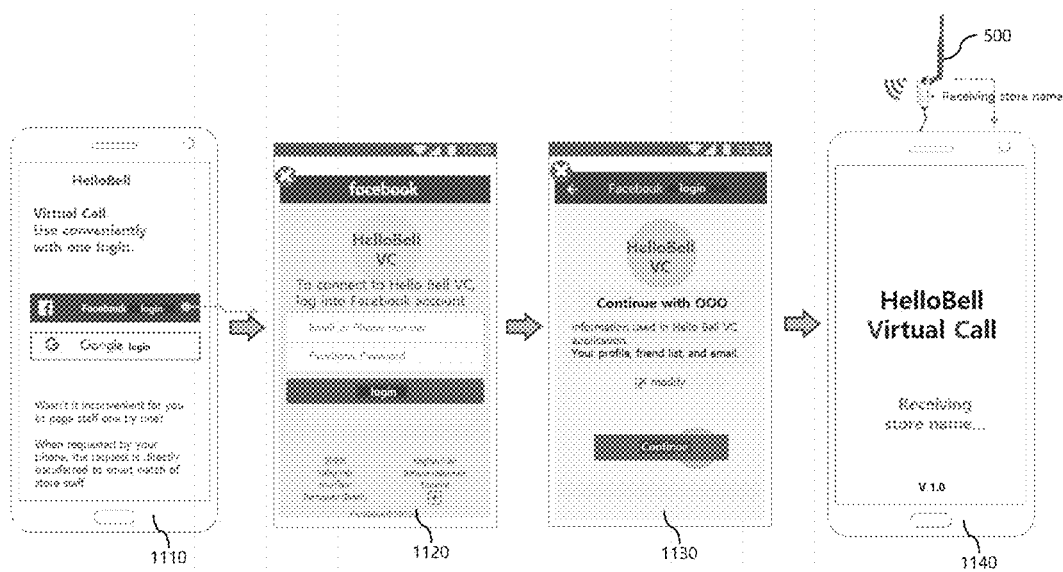 500
Receiving store name
HelloBell
Virtual Call
Use conveniently
with one login.
Facebook login
G Google login
Wasn't it inconvenient for you
to page staff one by one?
When requested by your
phone, the request is directly
transferred to smart watch of
store staff
1110
facebook
HelloBell
VC
To connect to Hello Bell VC,
log into Facebook account
Email or Phone number
Facebook Password
login
1120
Facebook login
HelloBell
VC
Continue with OOO
Information used in Hello Bell VC
application
Your profile, friend list, and email.
modify
Continue
1130
HelloBell
Virtual Call
Receiving
store name...
V 1.0
1140